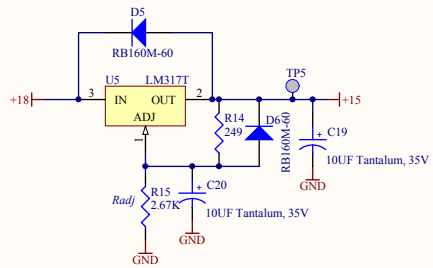 D5
RB160M-60
TP5
U5 LM317T
+18 3 IN OUT 2 +15
ADJ
1
R14
249
D6
RB160M-60
C19
+
10UF Tantalum, 35V
GND
Radj
R15
2.67K
C20
+
10UF Tantalum, 35V
GND
GND